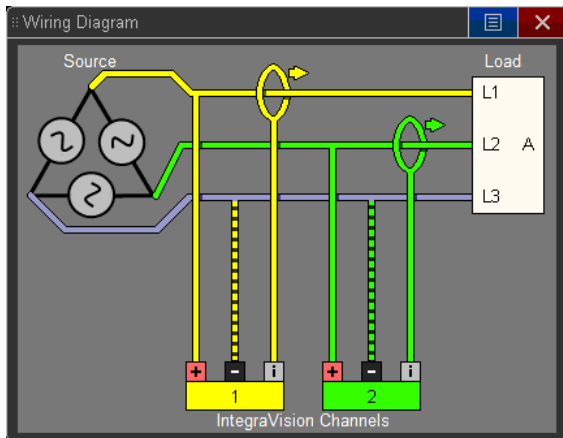 Wiring Diagram
Source
Load
L1
L2 A
L3
+ - i + - i
1 2
IntegraVision Channels